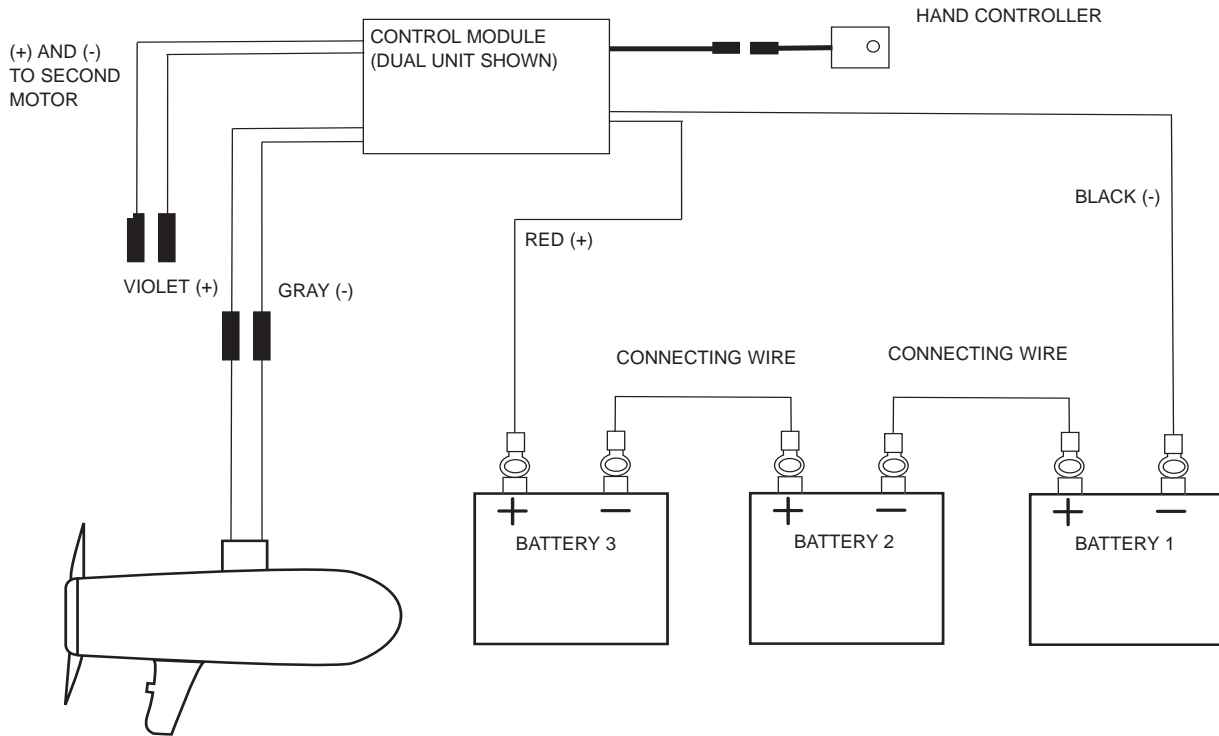 HAND CONTROLLER
(+) AND (-)
TO SECOND
MOTOR
CONTROL MODULE
(DUAL UNIT SHOWN)
BLACK (-)
RED (+)
VIOLET (+)
GRAY (-)
CONNECTING WIRE
CONNECTING WIRE
+ −
+ −
+ −
BATTERY 3
BATTERY 2
BATTERY 1